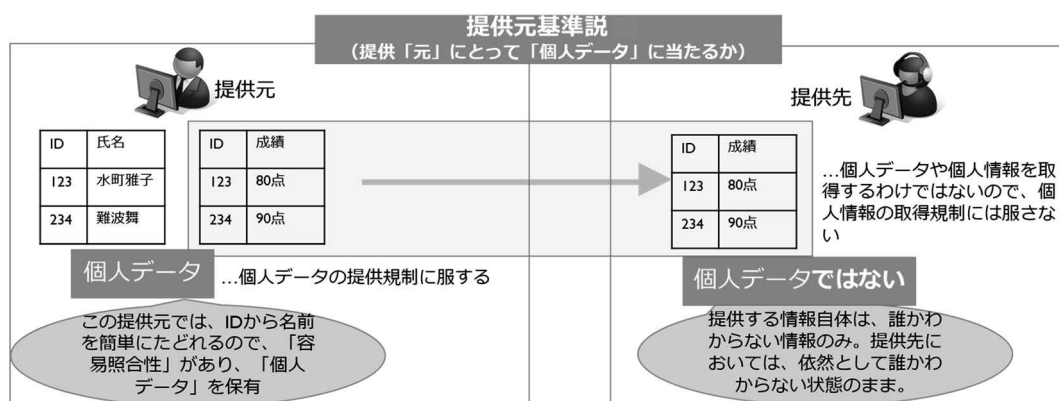 提供元基準説
(提供「元」にとって「個人データ」に当たるか)
提供元
提供先
ID 氏名
123 水町雅子
234 難波舞
ID 成績
123 80点
234 90点
ID 成績
123 80点
234 90点
…個人データや個人情報を取
得するわけではないので、個
人情報の取得規制には服さな
い
個人データ
…個人データの提供規制に服する
個人データではない
この提供元では、IDから名前
を簡単にたどれるので、「容
易照合性」があり、「個人
データ」を保有
提供する情報自体は、誰かわ
からない情報のみ。提供先に
おいては、依然として誰かわ
からない状態のまま。